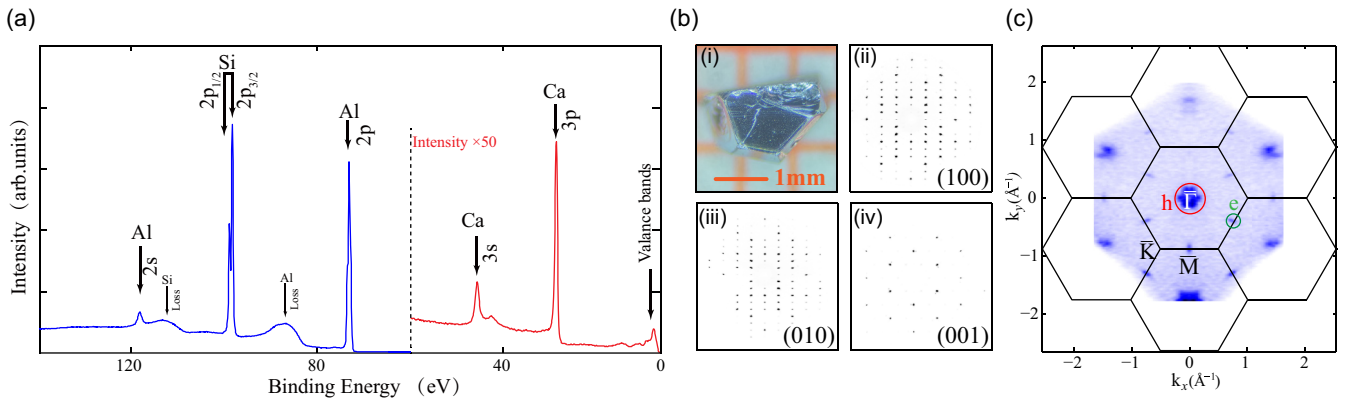 (a)
Intensity (arb.units)
Si
2p1/2
2p3/2
Al
2s
Si
Loss
Al
Loss
Al
2p
Intensity ×50
Ca
3s
Ca
3p
Valance bands
120
80
40
0
Binding Energy (eV)
(b)
(i)
1mm
(ii)
(100)
(iii)
(010)
(iv)
(001)
(c)
2
1
0
−1
−2
ky(Å-1)
h
Γ̅
e
K̅
M̅
−2
−1
0
1
2
kx(Å-1)